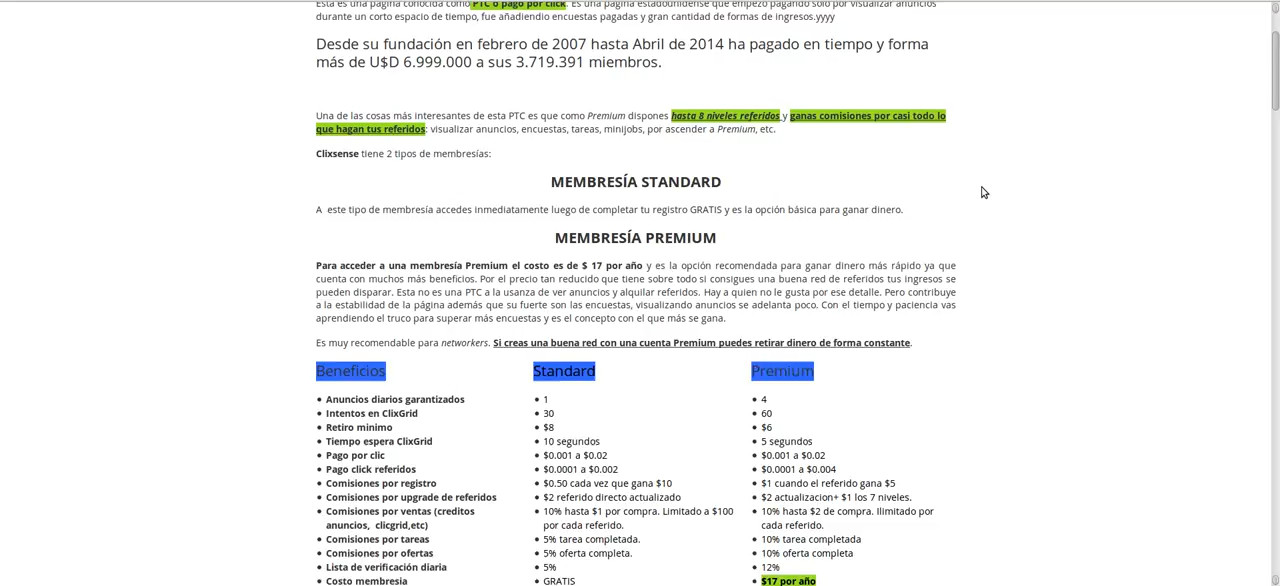 Esta es una página conocida como PTC o pago por click. Es una página estadounidense que empezó pagando solo por visualizar anuncios
durante un corto espacio de tiempo, fue añadiendio encuestas pagadas y gran cantidad de formas de ingresos.yyyy
Desde su fundación en febrero de 2007 hasta Abril de 2014 ha pagado en tiempo y forma
más de U$D 6.999.000 a sus 3.719.391 miembros.
Una de las cosas más interesantes de esta PTC es que como Premium dispones hasta 8 niveles referidos y ganas comisiones por casi todo lo
que hagan tus referidos: visualizar anuncios, encuestas, tareas, minijobs, por ascender a Premium, etc.
Clixsense tiene 2 tipos de membresías:
MEMBRESÍA STANDARD
A este tipo de membresía accedes inmediatamente luego de completar tu registro GRATIS y es la opción básica para ganar dinero.
MEMBRESÍA PREMIUM
Para acceder a una membresía Premium el costo es de $ 17 por año y es la opción recomendada para ganar dinero más rápido ya que
cuenta con muchos más beneficios. Por el precio tan reducido que tiene sobre todo si consigues una buena red de referidos tus ingresos se
pueden disparar. Esta no es una PTC a la usanza de ver anuncios y alquilar referidos. Hay a quien no le gusta por ese detalle. Pero contribuye
a la estabilidad de la página además que su fuerte son las encuestas, visualizando anuncios se adelanta poco. Con el tiempo y paciencia vas
aprendiendo el truco para superar más encuestas y es el concepto con el que más se gana.
Es muy recomendable para networkers. Si creas una buena red con una cuenta Premium puedes retirar dinero de forma constante.
Beneficios Standard Premium
• Anuncios diarios garantizados • 1 • 4
• Intentos en ClixGrid • 30 • 60
• Retiro minimo • $8 • $6
• Tiempo espera ClixGrid • 10 segundos • 5 segundos
• Pago por clic • $0.001 a $0.02 • $0.001 a $0.02
• Pago click referidos • $0.0001 a $0.002 • $0.0001 a $0.004
• Comisiones por registro • $0.50 cada vez que gana $10 • $1 cuando el referido gana $5
• Comisiones por upgrade de referidos • $2 referido directo actualizado • $2 actualizacion+ $1 los 7 niveles.
• Comisiones por ventas (creditos • 10% hasta $1 por compra. Limitado a $100 • 10% hasta $2 de compra. Ilimitado por
anuncios, clicgrid,etc) por cada referido. cada referido.
• Comisiones por tareas • 5% tarea completada. • 10% tarea completada
• Comisiones por ofertas • 5% oferta completa. • 10% oferta completa
• Lista de verificación diaria • 5% • 12%
• Costo membresia • GRATIS • $17 por año